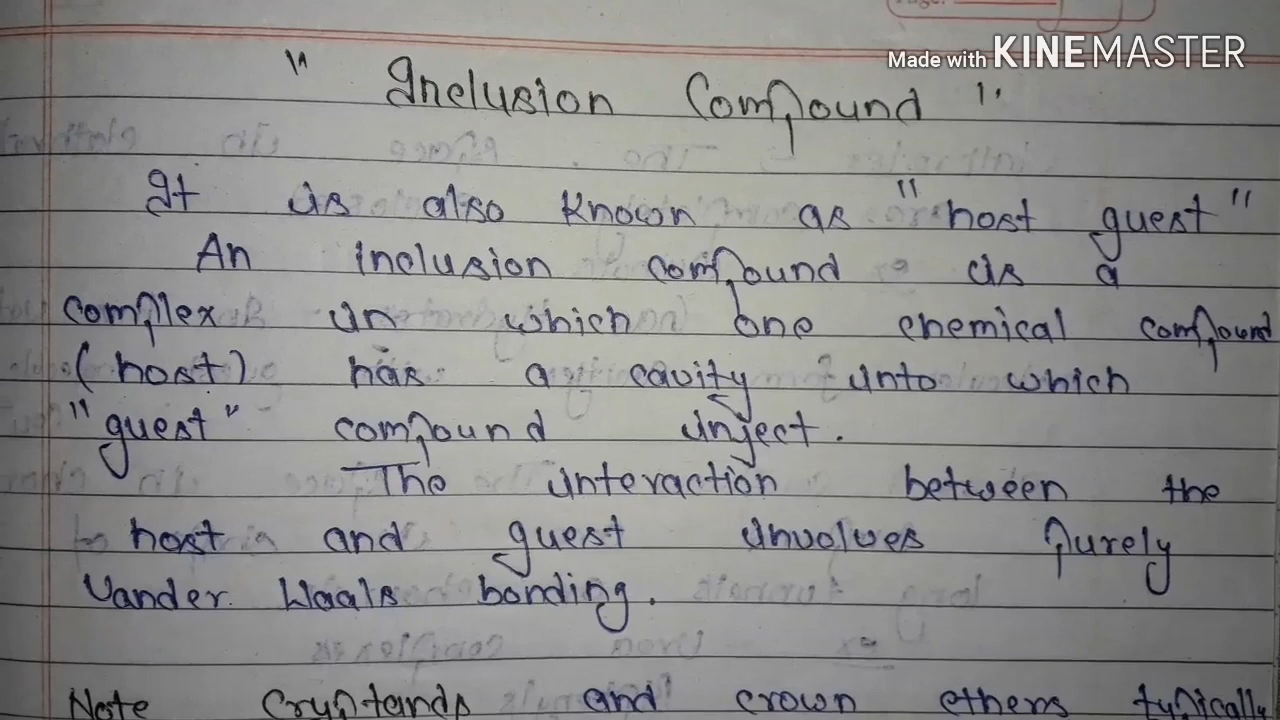 Made with KINEMASTER
" Inclusion Compound "
It is also known as "host guest"
An inclusion compound is a
complex in which one chemical compound
(host) has a cavity into which
"guest" compound inject.
The interaction between the
host and guest involves purely
Vander Waals bonding.
Note Cryptands and crown ethers typically